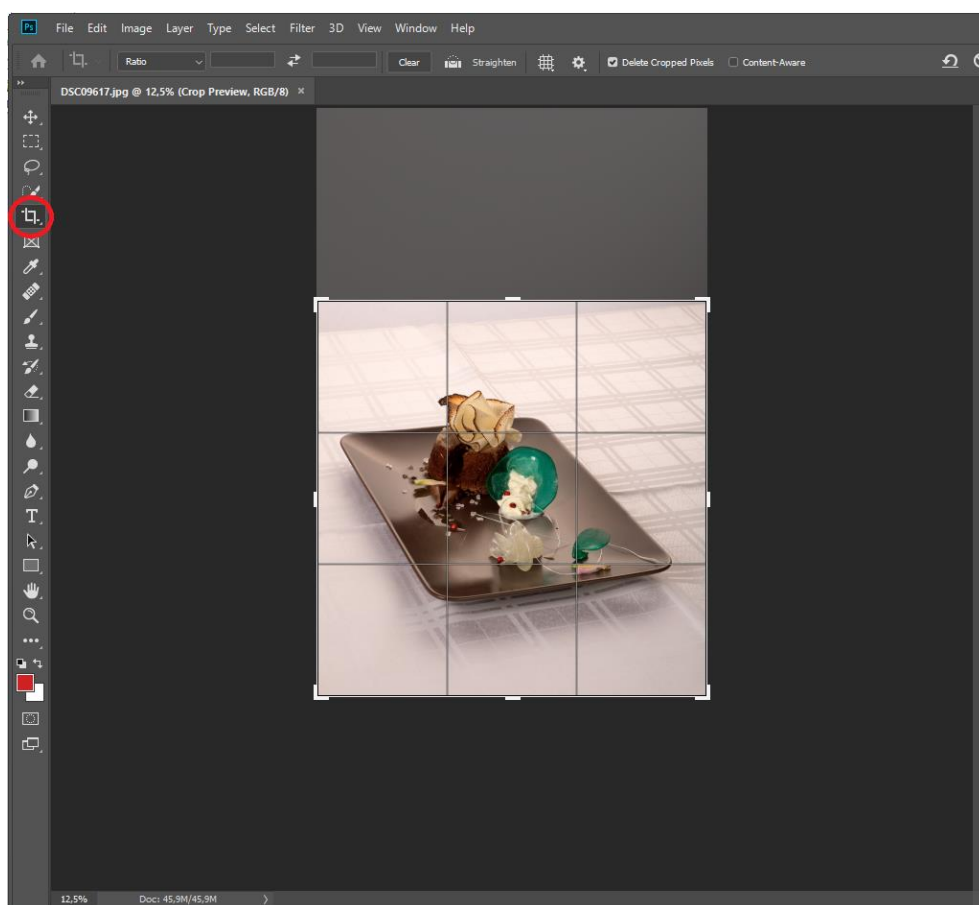 Ps File Edit Image Layer Type Select Filter 3D View Window Help
Ratio Clear Straighten Delete Cropped Pixels Content-Aware
DSC09617.jpg @ 12,5% (Crop Preview, RGB/8) ×
T
12,5% Doc: 45,9M/45,9M